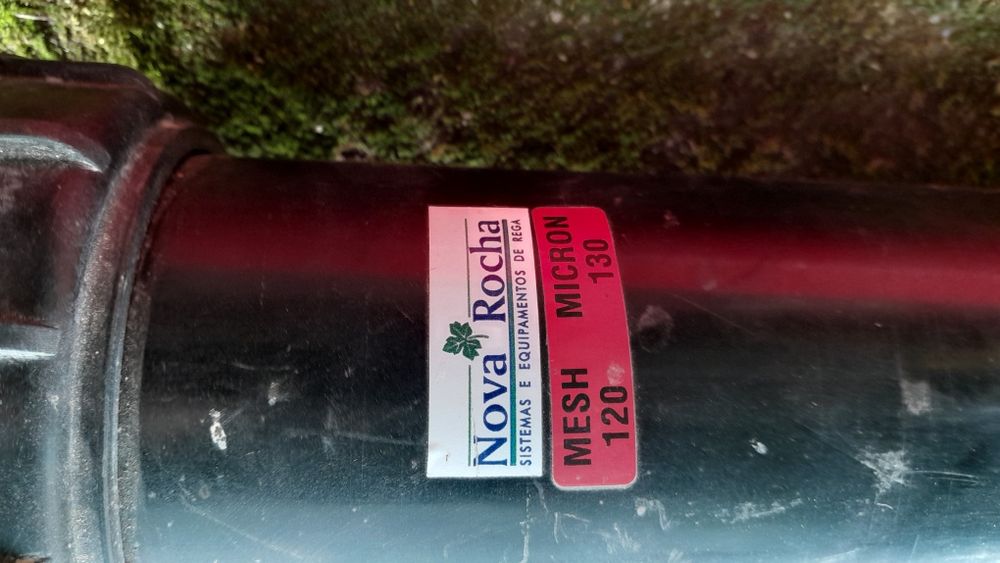 Nova Rocha
SISTEMAS E EQUIPAMENTOS DE REGA
MESH MICRON
120 130